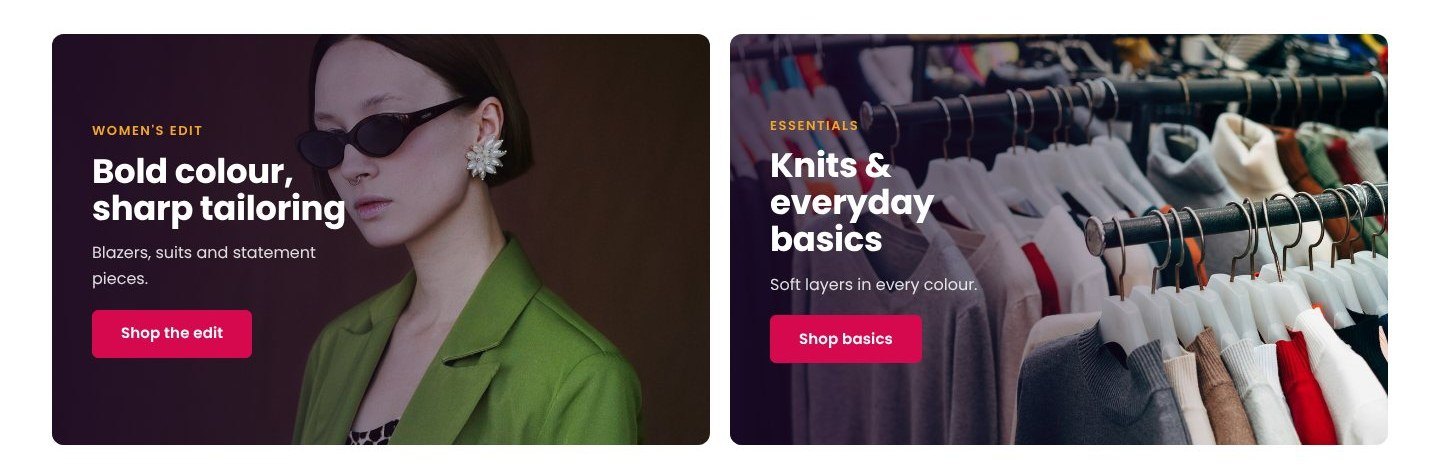 WOMEN'S EDIT
Bold colour,
sharp tailoring
Blazers, suits and statement
pieces.
Shop the edit
ESSENTIALS
Knits &
everyday
basics
Soft layers in every colour.
Shop basics